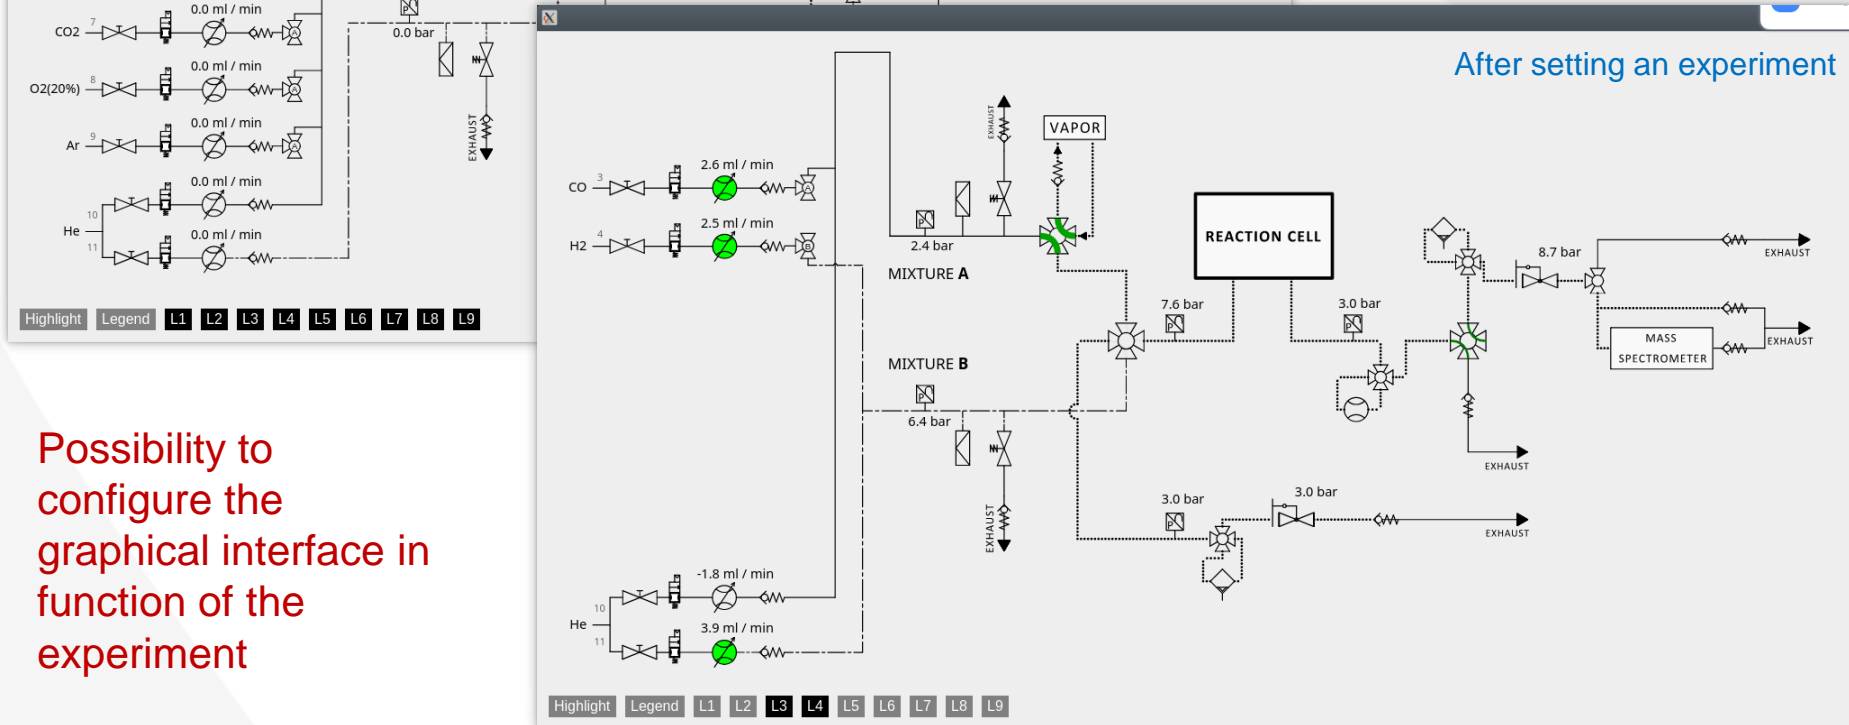 0.0 ml / min
7
CO2
A
0.0 bar
P
0.0 ml / min
8
O2(20%)
A
0.0 ml / min
9
Ar
A
EXHAUST
0.0 ml / min
10
He
11
0.0 ml / min
Highlight Legend L1 L2 L3 L4 L5 L6 L7 L8 L9
Possibility to
configure the
graphical interface in
function of the
experiment
X
After setting an experiment
EXHAUST
VAPOR
2.6 ml / min
3
CO
A
2.5 ml / min
4
H2
B
P
2.4 bar
MIXTURE A
REACTION CELL
7.6 bar
P
3.0 bar
P
8.7 bar
EXHAUST
MASS
SPECTROMETER
EXHAUST
MIXTURE B
P
6.4 bar
EXHAUST
EXHAUST
3.0 bar
P
3.0 bar
EXHAUST
-1.8 ml / min
10
He
11
3.9 ml / min
Highlight Legend L1 L2 L3 L4 L5 L6 L7 L8 L9